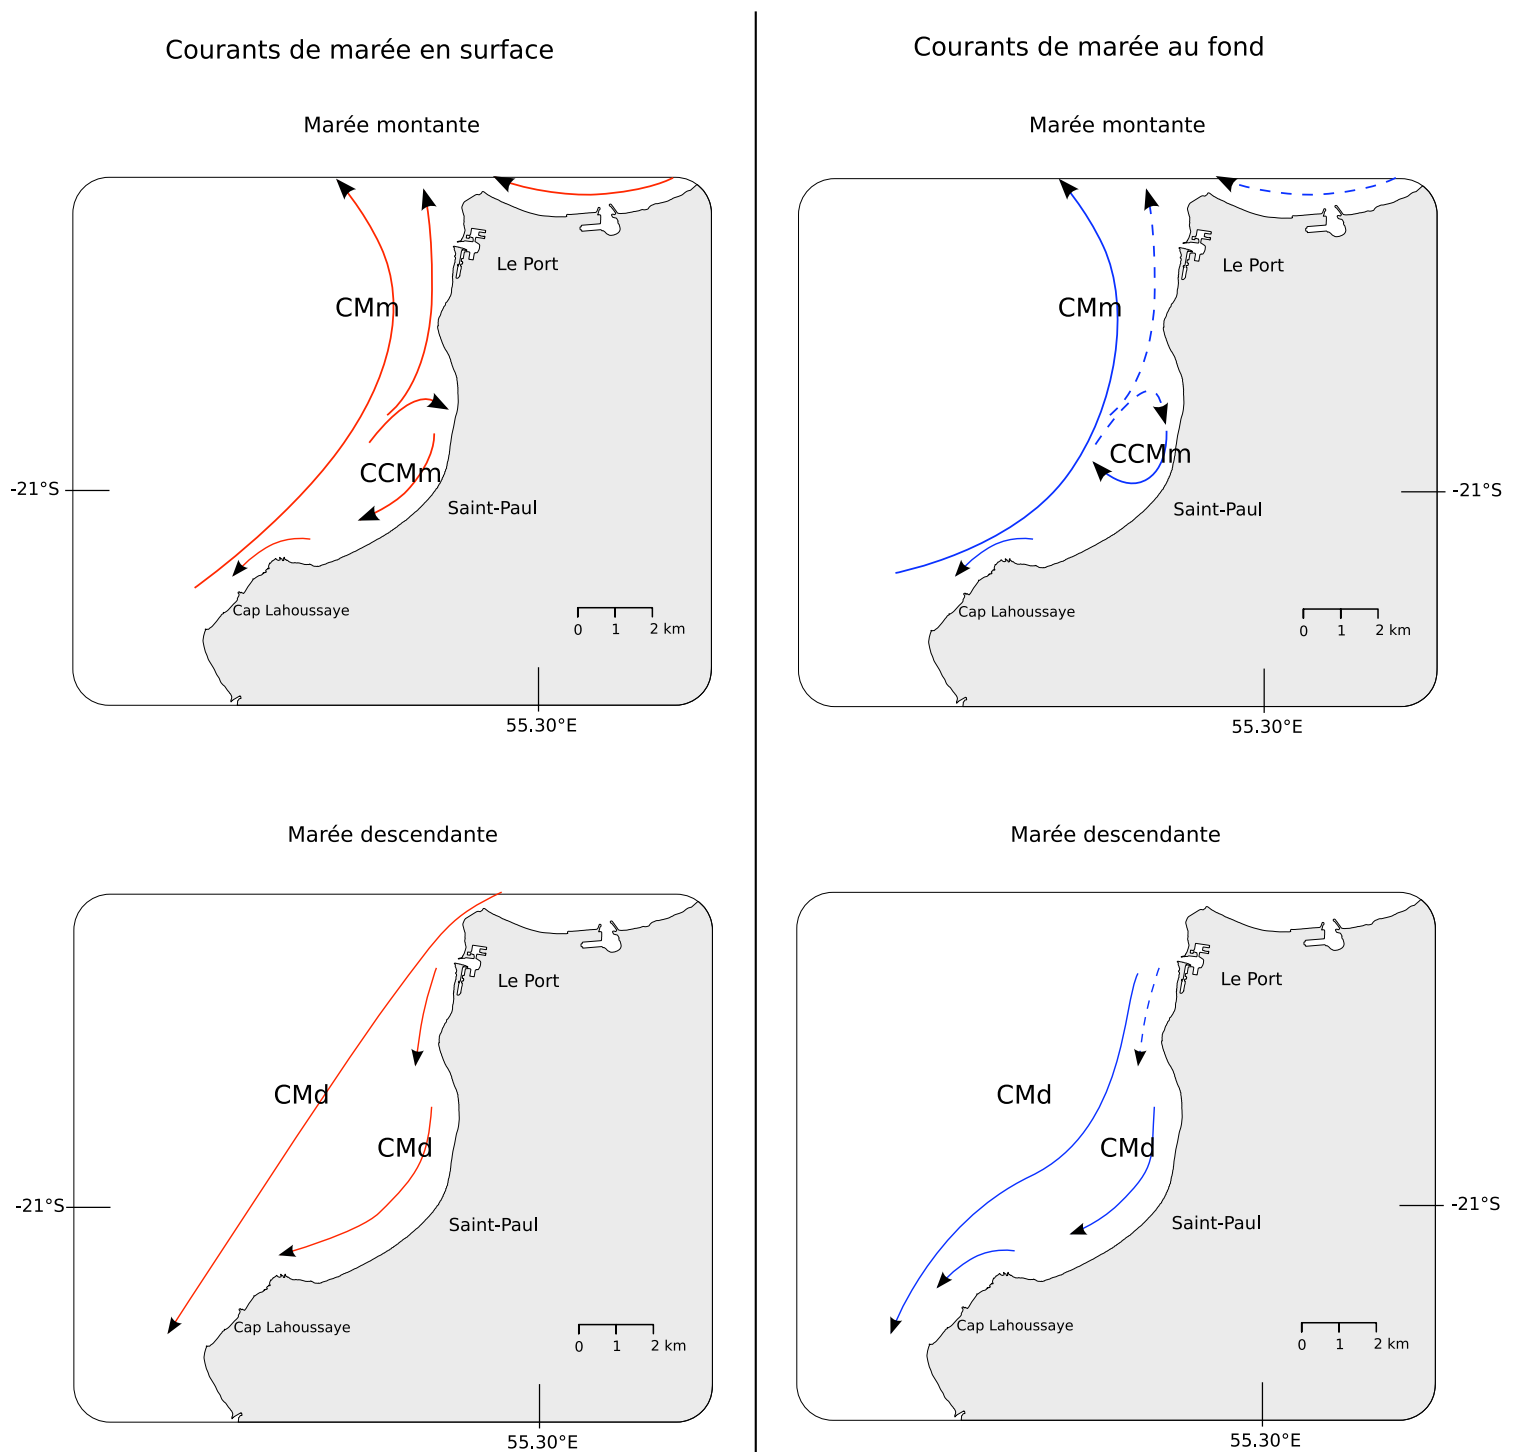 Courants de marée en surface
Marée montante
CMm
Le Port
CCMm
-21°S
Saint-Paul
Cap Lahoussaye
0 1 2 km
55.30°E
Marée descendante
Le Port
CMd
CMd
-21°S
Saint-Paul
Cap Lahoussaye
0 1 2 km
55.30°E
Courants de marée au fond
Marée montante
Le Port
CMm
CCMm
-21°S
Saint-Paul
Cap Lahoussaye
0 1 2 km
55.30°E
Marée descendante
Le Port
CMd
CMd
-21°S
Saint-Paul
Cap Lahoussaye
0 1 2 km
55.30°E